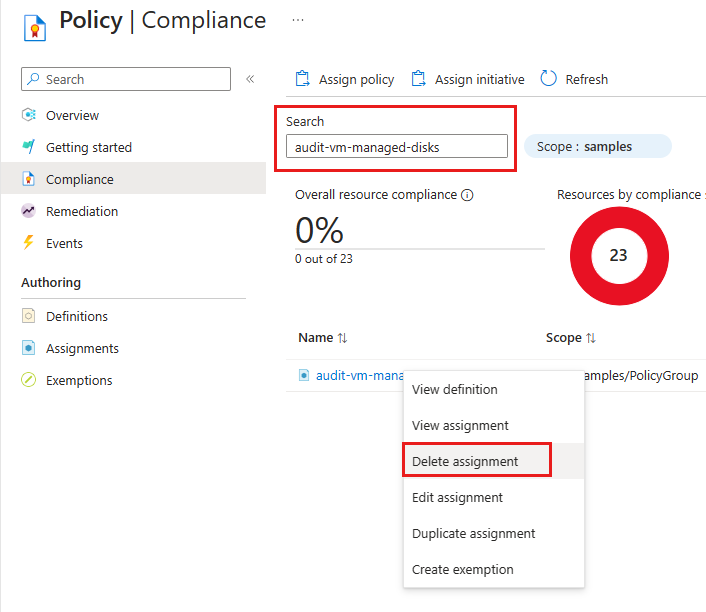 Policy | Compliance ...
Search
«
Assign policy
Assign initiative
Refresh
Overview
Getting started
Compliance
Remediation
Events
Authoring
Definitions
Assignments
Exemptions
Search
audit-vm-managed-disks
Scope : samples
Overall resource compliance
0%
0 out of 23
Resources by compliance
23
Name
Scope
audit-vm-mana
amples/PolicyGroup
View definition
View assignment
Delete assignment
Edit assignment
Duplicate assignment
Create exemption